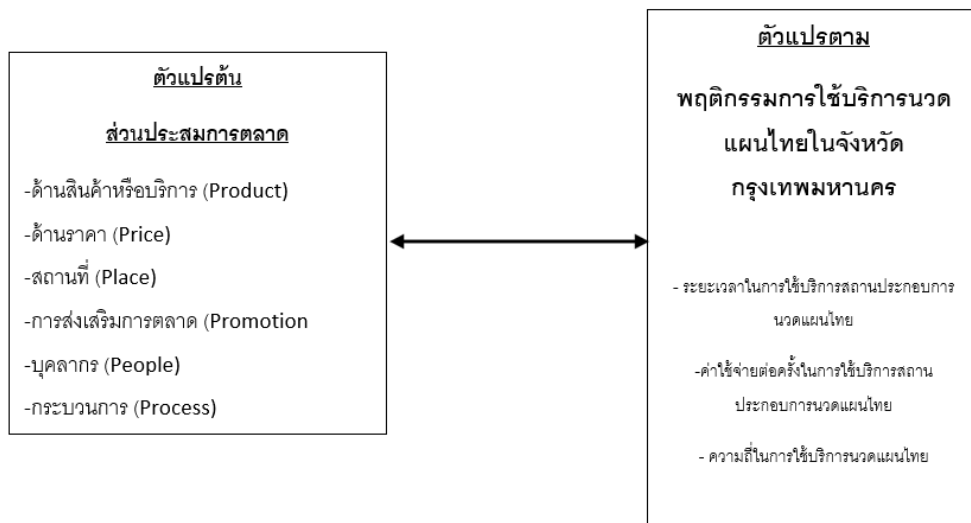 ตัวแปรต้น
ส่วนประสมการตลาด
-ด้านสินค้าหรือบริการ (Product)
-ด้านราคา (Price)
-สถานที่ (Place)
-การส่งเสริมการตลาด (Promotion
-บุคลากร (People)
-กระบวนการ (Process)
ตัวแปรตาม
พฤติกรรมการใช้บริการนวด
แผนไทยในจังหวัด
กรุงเทพมหานคร
- ระยะเวลาในการใช้บริการสถานประกอบการ
นวดแผนไทย
-ค่าใช้จ่ายต่อครั้งในการใช้บริการสถาน
ประกอบการนวดแผนไทย
- ความถี่ในการใช้บริการนวดแผนไทย